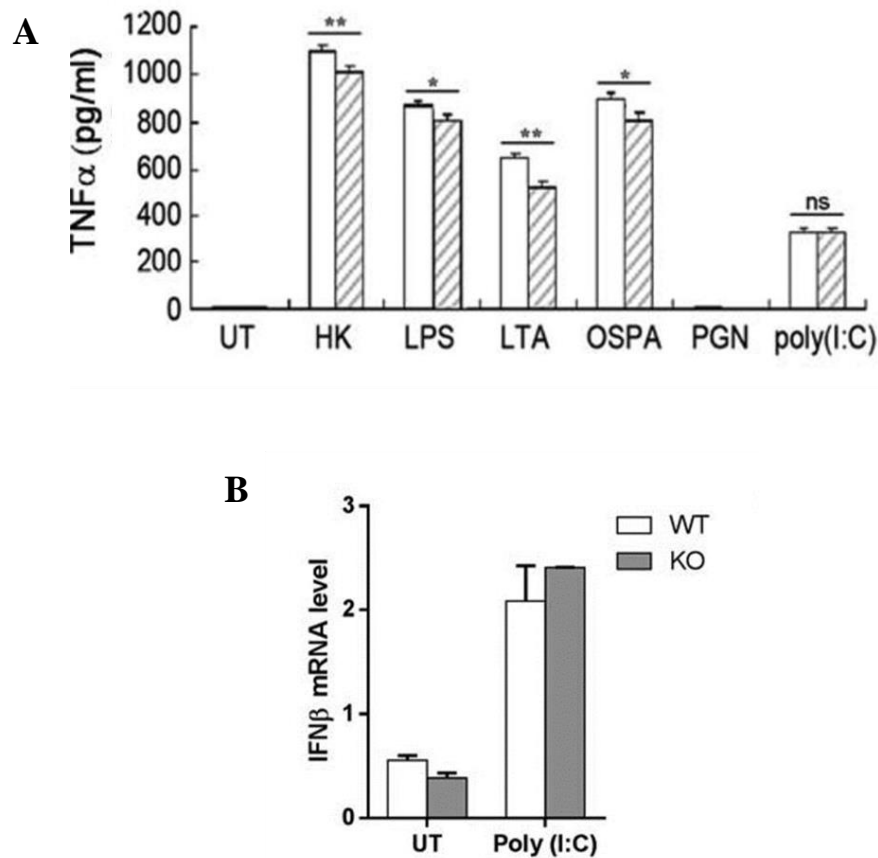 A
TNFα (pg/ml)
1200
1000
800
600
400
200
0
**
*
**
*
ns
UT HK LPS LTA OSPA PGN poly(I:C)
B
IFNβ mRNA level
3
2
1
0
WT
KO
UT Poly (I:C)